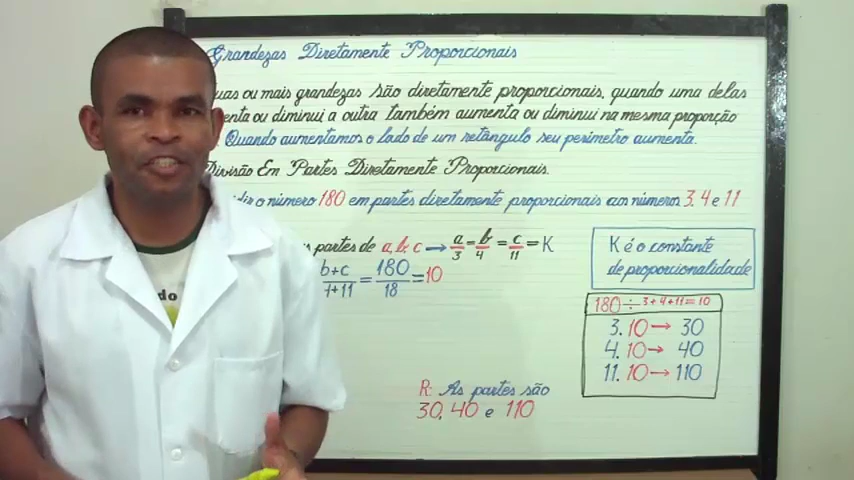 Grandezas Diretamente Proporcionais
uas ou mais grandezas são diretamente proporcionais, quando uma delas
enta ou diminui a outra também aumenta ou diminui na mesma proporção
Quando aumentamos o lado de um retângulo seu perímetro aumenta.
Divisão Em Partes Diretamente Proporcionais.
dir o número 180 em partes diretamente proporcionais aos números 3, 4 e 11
s partes de a, b, c → a/3 = b/4 = c/11 = K
K é o constante
de proporcionalidade
b+c/7+11 = 180/18 = 10
180 ÷ 3+4+11 = 10
3. 10 → 30
4. 10 → 40
11. 10 → 110
R: As partes são
30, 40 e 110
do